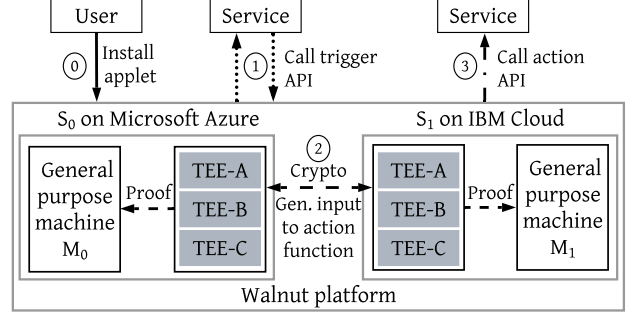 User
Service
Service
0
Install
applet
1
Call trigger
API
3
Call action
API
S0 on Microsoft Azure
S1 on IBM Cloud
General
purpose
machine
M0
Proof
TEE-A
TEE-B
TEE-C
2
Crypto
Gen. input
to action
function
TEE-A
TEE-B
TEE-C
Proof
General
purpose
machine
M1
Walnut platform